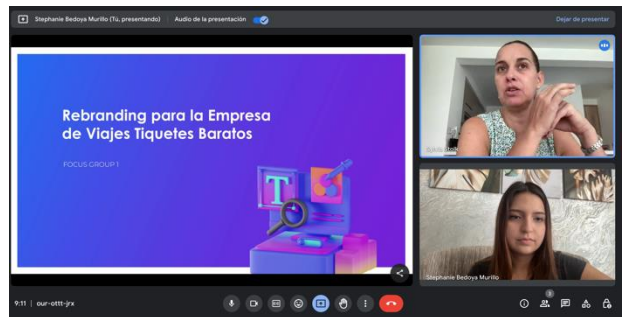 Stephanie Bedoya Murillo (Tú, presentando)
Audio de la presentación
Dejar de presentar
Rebranding para la Empresa
de Viajes Tiquetes Baratos
FOCUS GROUP 1
T
Stephanie Bedoya Murillo
9:11 | our-ottt-jrx
3